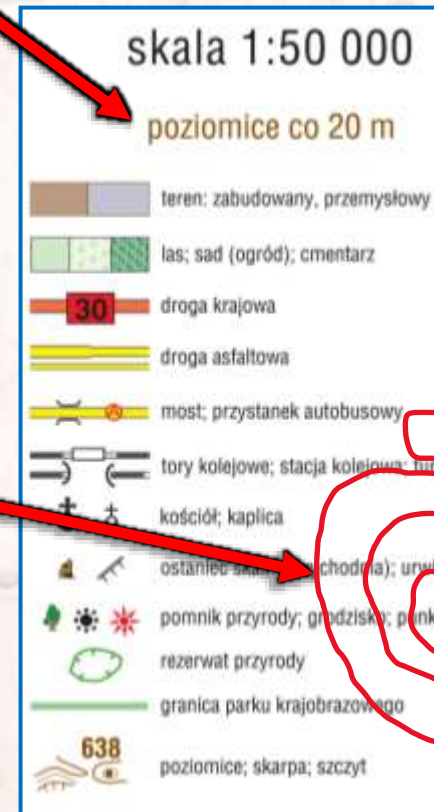 skala 1:50 000
poziomice co 20 m
teren: zabudowany, przemysłowy
las; sad (ogród); cmentarz
30 droga krajowa
droga asfaltowa
most; przystanek autobusowy
tory kolejowe; stacja kolejowa;
kościół; kaplica
ostaniec
pomnik przyrody; grodzisko;
rezerwat przyrody
granica parku krajobrazowego
638
poziomice; skarpa; szczyt